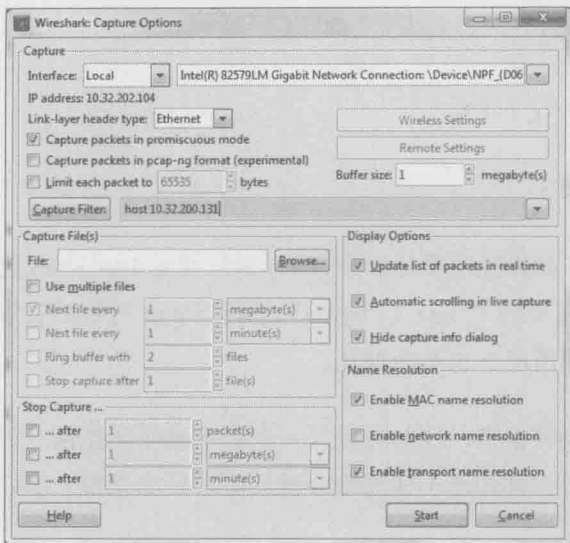 Wireshark: Capture Options
Capture
Interface: Local Intel(R) 82579LM Gigabit Network Connection: \Device\NPF_{D06
IP address: 10.32.202.104
Link-layer header type: Ethernet Wireless Settings
Capture packets in promiscuous mode
Remote Settings
Capture packets in pcap-ng format (experimental)
Limit each packet to 65535 bytes Buffer size: 1 megabyte(s)
Capture Filter: host 10.32.200.131
Capture File(s)
File: Browse...
Use multiple files
Next file every 1 megabyte(s)
Next file every 1 minute(s)
Ring buffer with 2 files
Stop capture after 1 file(s)
Stop Capture ...
... after 1 packet(s)
... after 1 megabyte(s)
... after 1 minute(s)
Display Options
Update list of packets in real time
Automatic scrolling in live capture
Hide capture info dialog
Name Resolution
Enable MAC name resolution
Enable network name resolution
Enable transport name resolution
Help Start Cancel